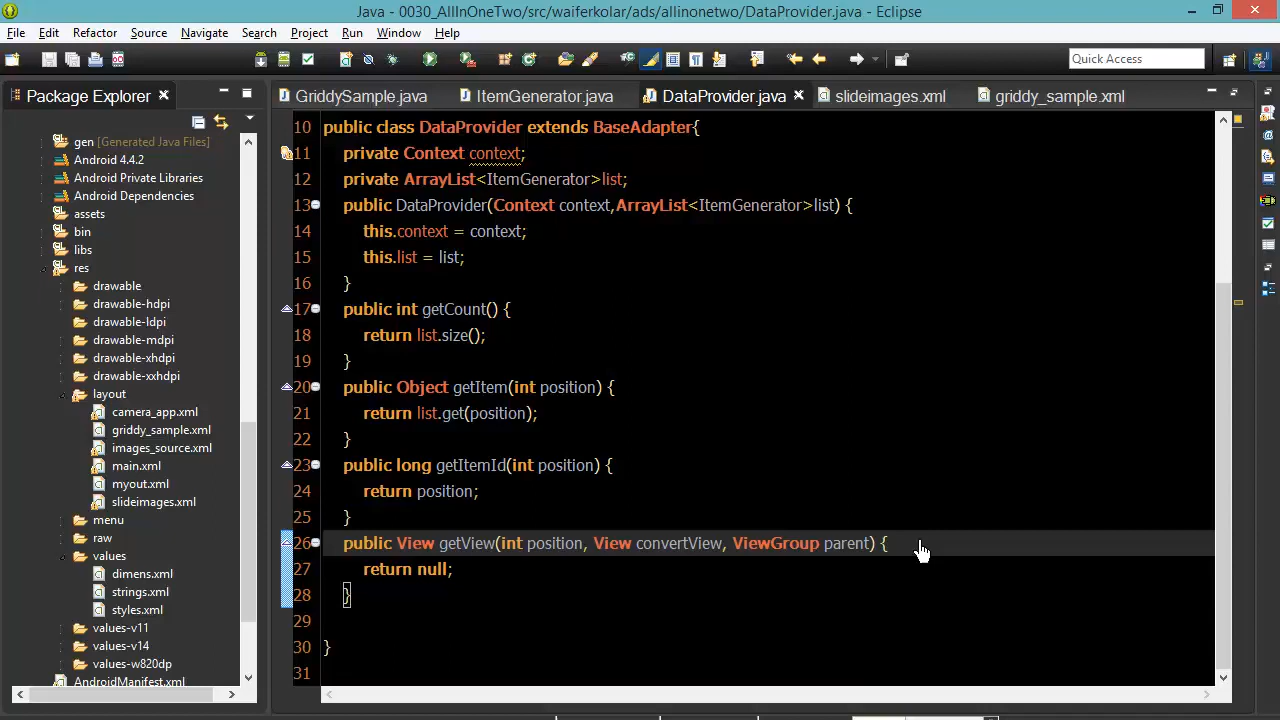 Java - 0030_AllInOneTwo/src/waiferkolar/ads/allinonetwo/DataProvider.java - Eclipse
File Edit Refactor Source Navigate Search Project Run Window Help
Quick Access
Package Explorer
GriddySample.java ItemGenerator.java DataProvider.java slideimages.xml griddy_sample.xml
gen [Generated Java Files]
Android 4.4.2
Android Private Libraries
Android Dependencies
assets
bin
libs
res
drawable
drawable-hdpi
drawable-ldpi
drawable-mdpi
drawable-xhdpi
drawable-xxhdpi
layout
camera_app.xml
griddy_sample.xml
images_source.xml
main.xml
myout.xml
slideimages.xml
menu
raw
values
dimens.xml
strings.xml
styles.xml
values-v11
values-v14
values-w820dp
AndroidManifest.xml
10 public class DataProvider extends BaseAdapter{
11 private Context context;
12 private ArrayList<ItemGenerator>list;
13 public DataProvider(Context context,ArrayList<ItemGenerator>list) {
14 this.context = context;
15 this.list = list;
16 }
17 public int getCount() {
18 return list.size();
19 }
20 public Object getItem(int position) {
21 return list.get(position);
22 }
23 public long getItemId(int position) {
24 return position;
25 }
26 public View getView(int position, View convertView, ViewGroup parent) {
27 return null;
28 }
29
30 }
31